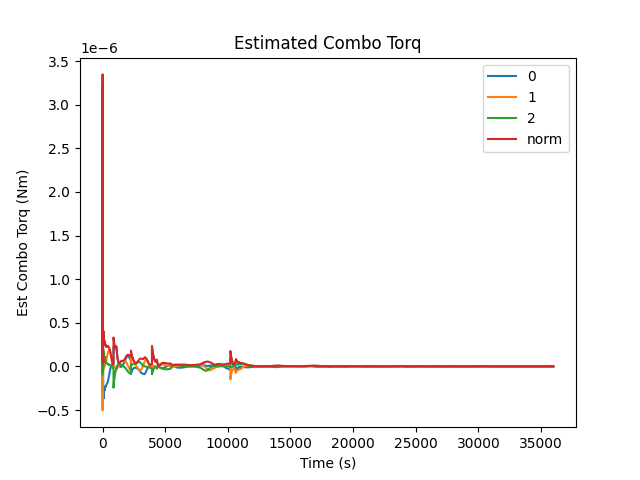 Estimated Combo Torq
1e−6
3.5
3.0
2.5
2.0
1.5
1.0
0.5
0.0
−0.5
Est Combo Torq (Nm)
0
1
2
norm
0 5000 10000 15000 20000 25000 30000 35000
Time (s)